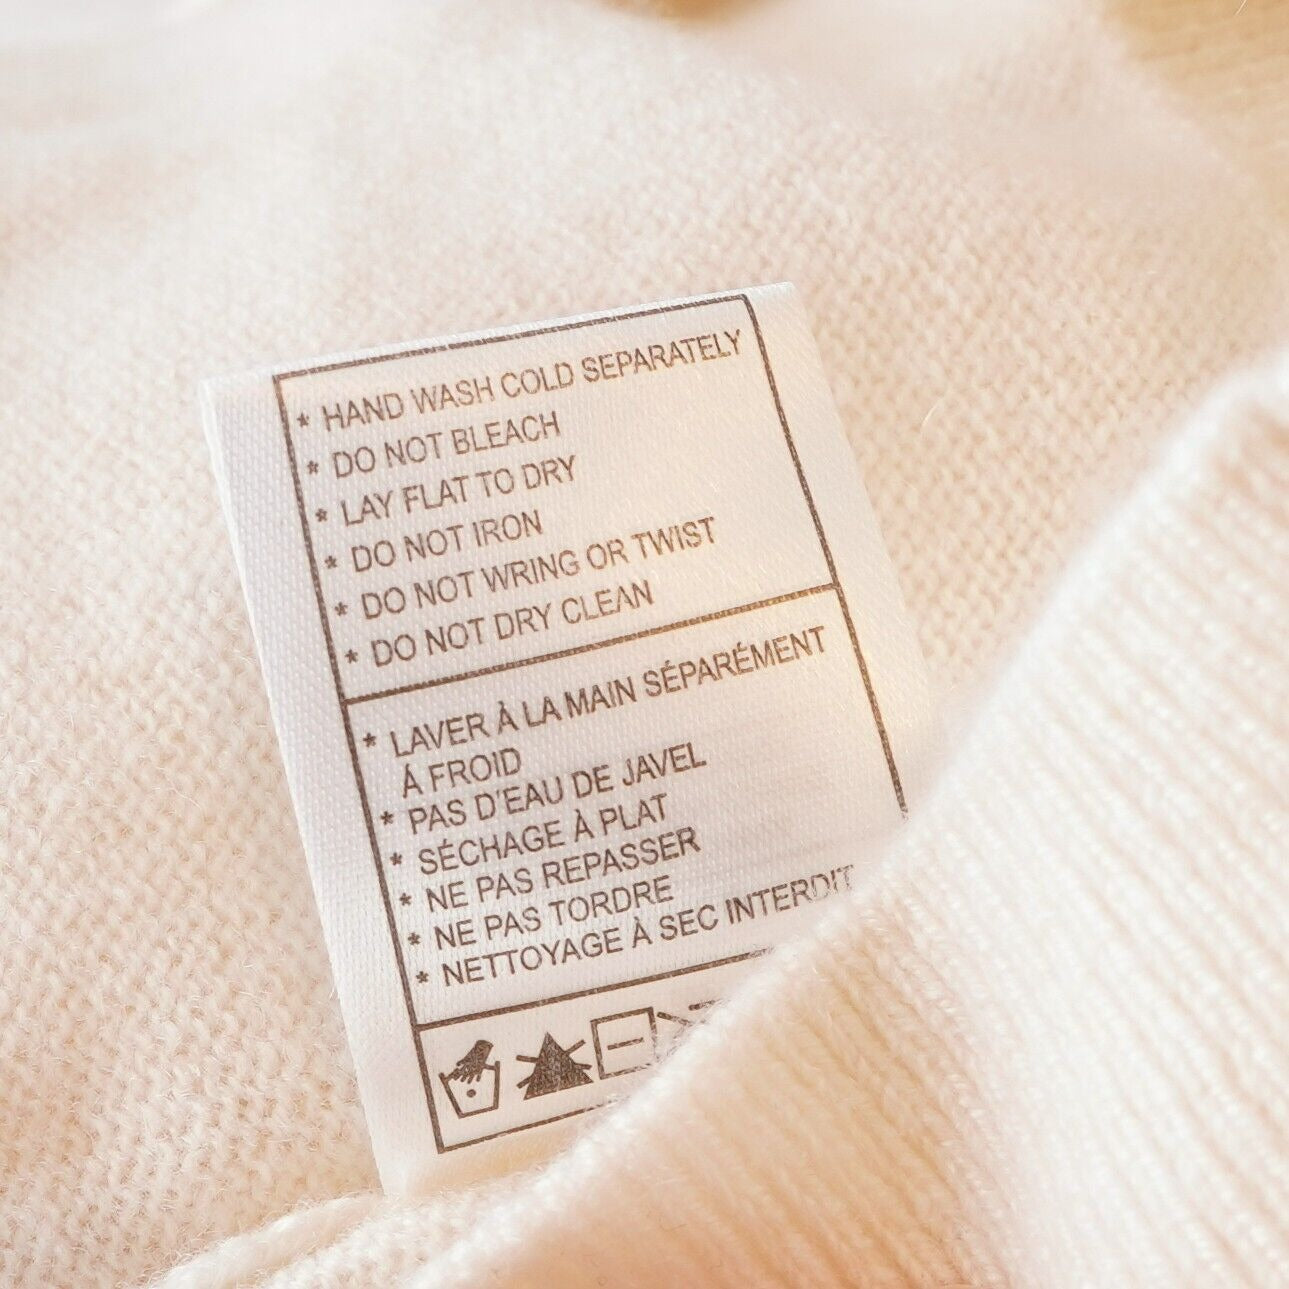 * HAND WASH COLD SEPARATELY
* DO NOT BLEACH
* LAY FLAT TO DRY
* DO NOT IRON
* DO NOT WRING OR TWIST
* DO NOT DRY CLEAN
* LAVER À LA MAIN SÉPARÉMENT
À FROID
* PAS D'EAU DE JAVEL
* SÉCHAGE À PLAT
* NE PAS REPASSER
* NE PAS TORDRE
* NETTOYAGE À SEC INTERDIT